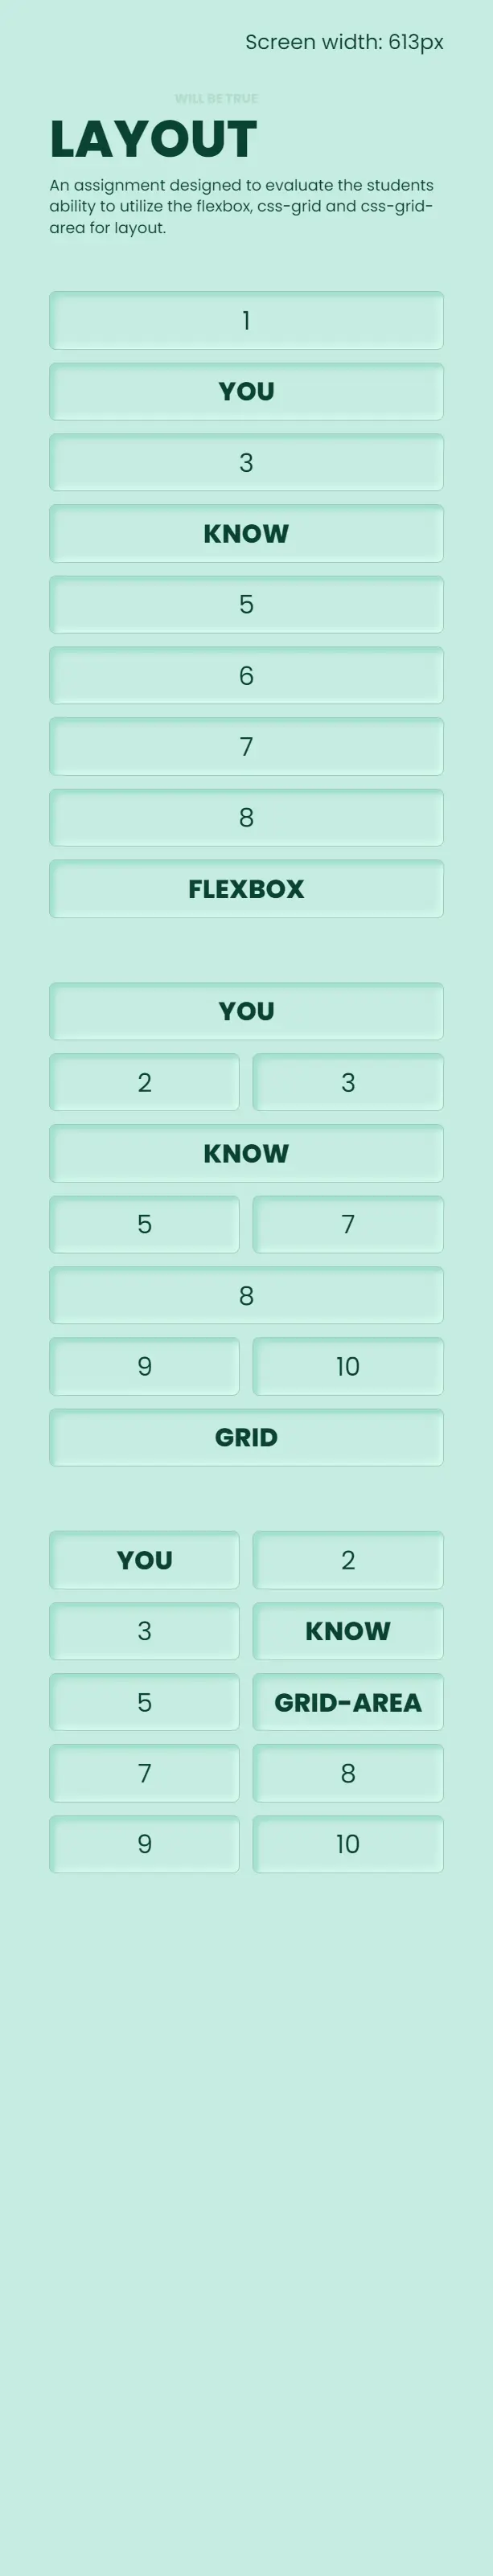 Screen width: 613px
WILL BE TRUE
LAYOUT
An assignment designed to evaluate the students
ability to utilize the flexbox, css-grid and css-grid-
area for layout.
1
YOU
3
KNOW
5
6
7
8
FLEXBOX
YOU
2 3
KNOW
5 7
8
9 10
GRID
YOU 2
3 KNOW
5 GRID-AREA
7 8
9 10